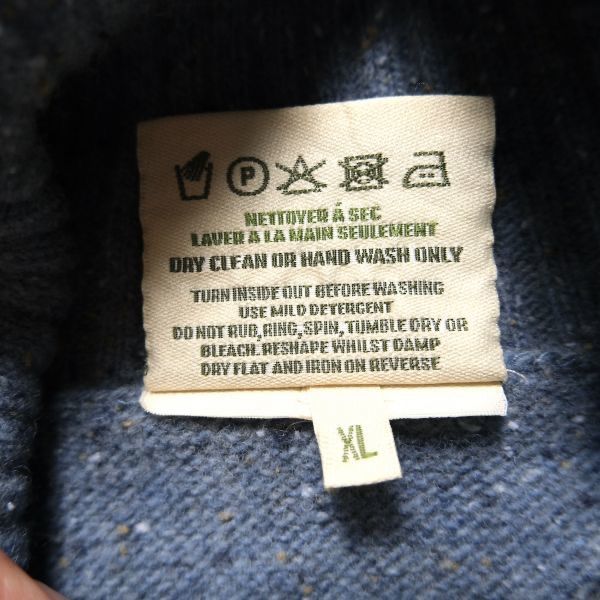 P
NETTOYER Á SEC
LAVER A LA MAIN SEULEMENT
DRY CLEAN OR HAND WASH ONLY
TURN INSIDE OUT BEFORE WASHING
USE MILD DETERGENT
DO NOT RUB, RING, SPIN, TUMBLE DRY OR
BLEACH. RESHAPE WHILST DAMP
DRY FLAT AND IRON ON REVERSE
XL